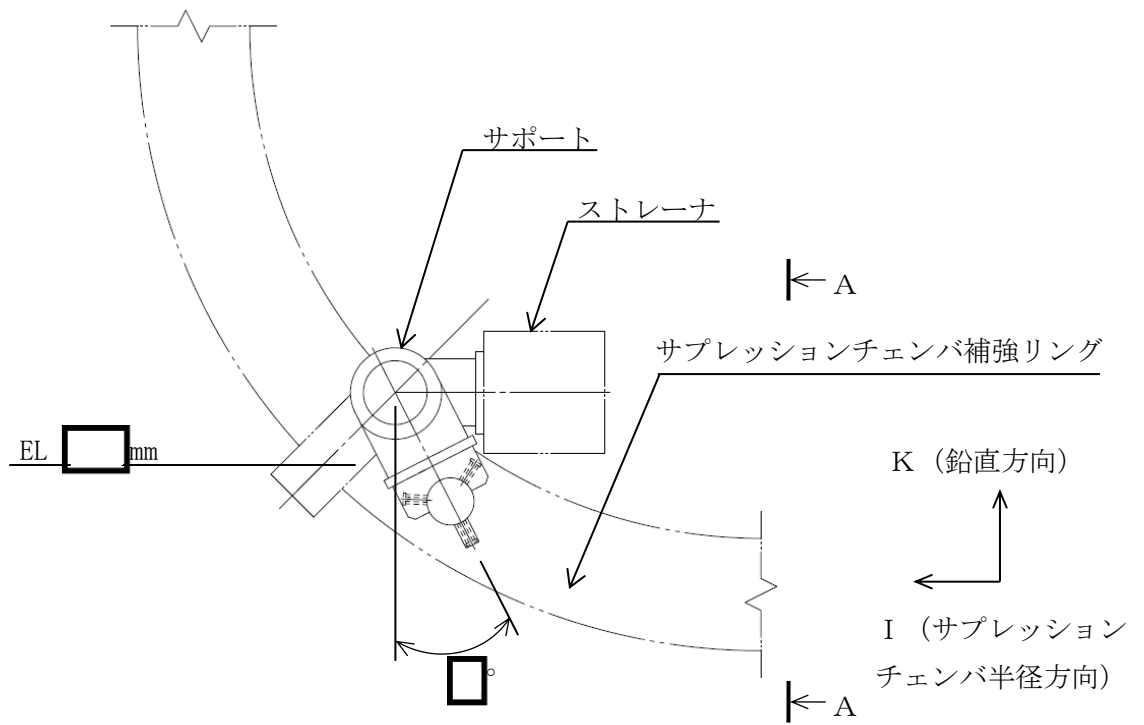 サポート
ストレーナ
A
サプレッションチェンバ補強リング
EL mm
K (鉛直方向)
I (サプレッション
チェンバ半径方向)
°
A